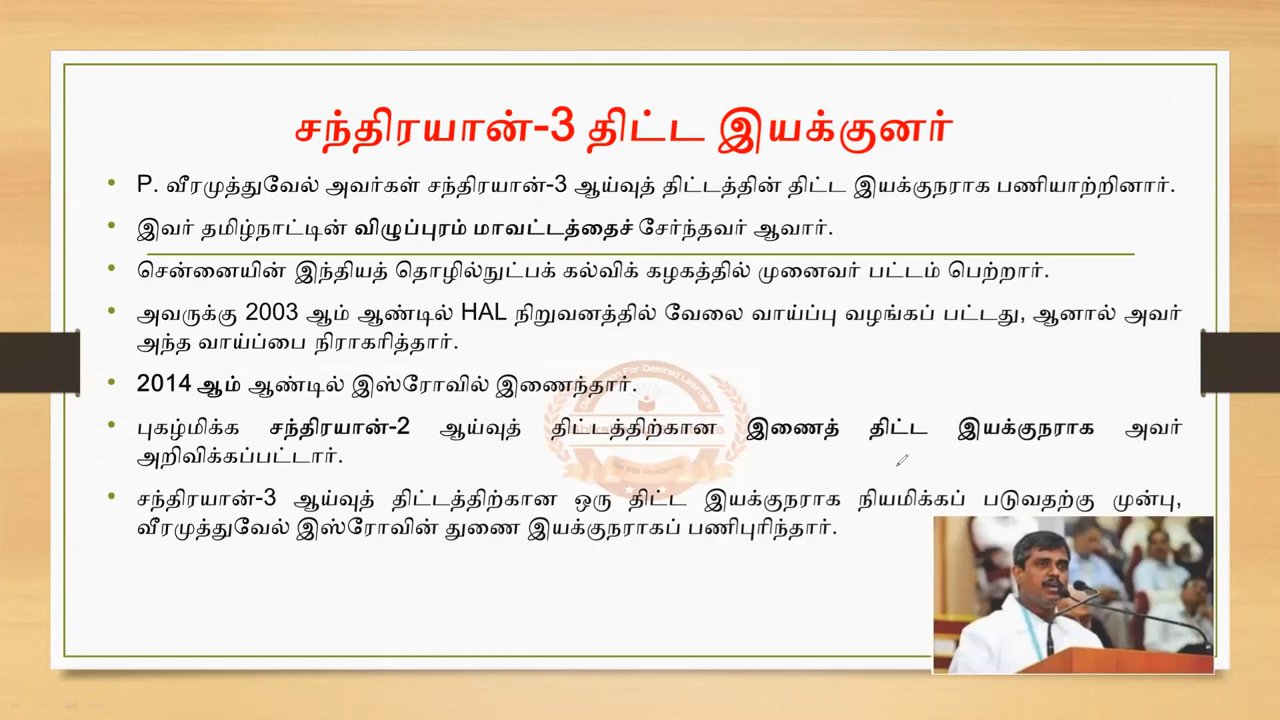 சந்திரயான்-3 திட்ட இயக்குனர்
• P. வீரமுத்துவேல் அவர்கள் சந்திரயான்-3 ஆய்வுத் திட்டத்தின் திட்ட இயக்குநராக பணியாற்றினார்.
• இவர் தமிழ்நாட்டின் விழுப்புரம் மாவட்டத்தைச் சேர்ந்தவர் ஆவார்.
• சென்னையின் இந்தியத் தொழில்நுட்பக் கல்விக் கழகத்தில் முனைவர் பட்டம் பெற்றார்.
• அவருக்கு 2003 ஆம் ஆண்டில் HAL நிறுவனத்தில் வேலை வாய்ப்பு வழங்கப் பட்டது, ஆனால் அவர்
அந்த வாய்ப்பை நிராகரித்தார்.
• 2014 ஆம் ஆண்டில் இஸ்ரோவில் இணைந்தார்.
• புகழ்மிக்க சந்திரயான்-2 ஆய்வுத் திட்டத்திற்கான இணைத் திட்ட இயக்குநராக அவர்
அறிவிக்கப்பட்டார்.
• சந்திரயான்-3 ஆய்வுத் திட்டத்திற்கான ஒரு திட்ட இயக்குநராக நியமிக்கப் படுவதற்கு முன்பு,
வீரமுத்துவேல் இஸ்ரோவின் துணை இயக்குநராகப் பணிபுரிந்தார்.